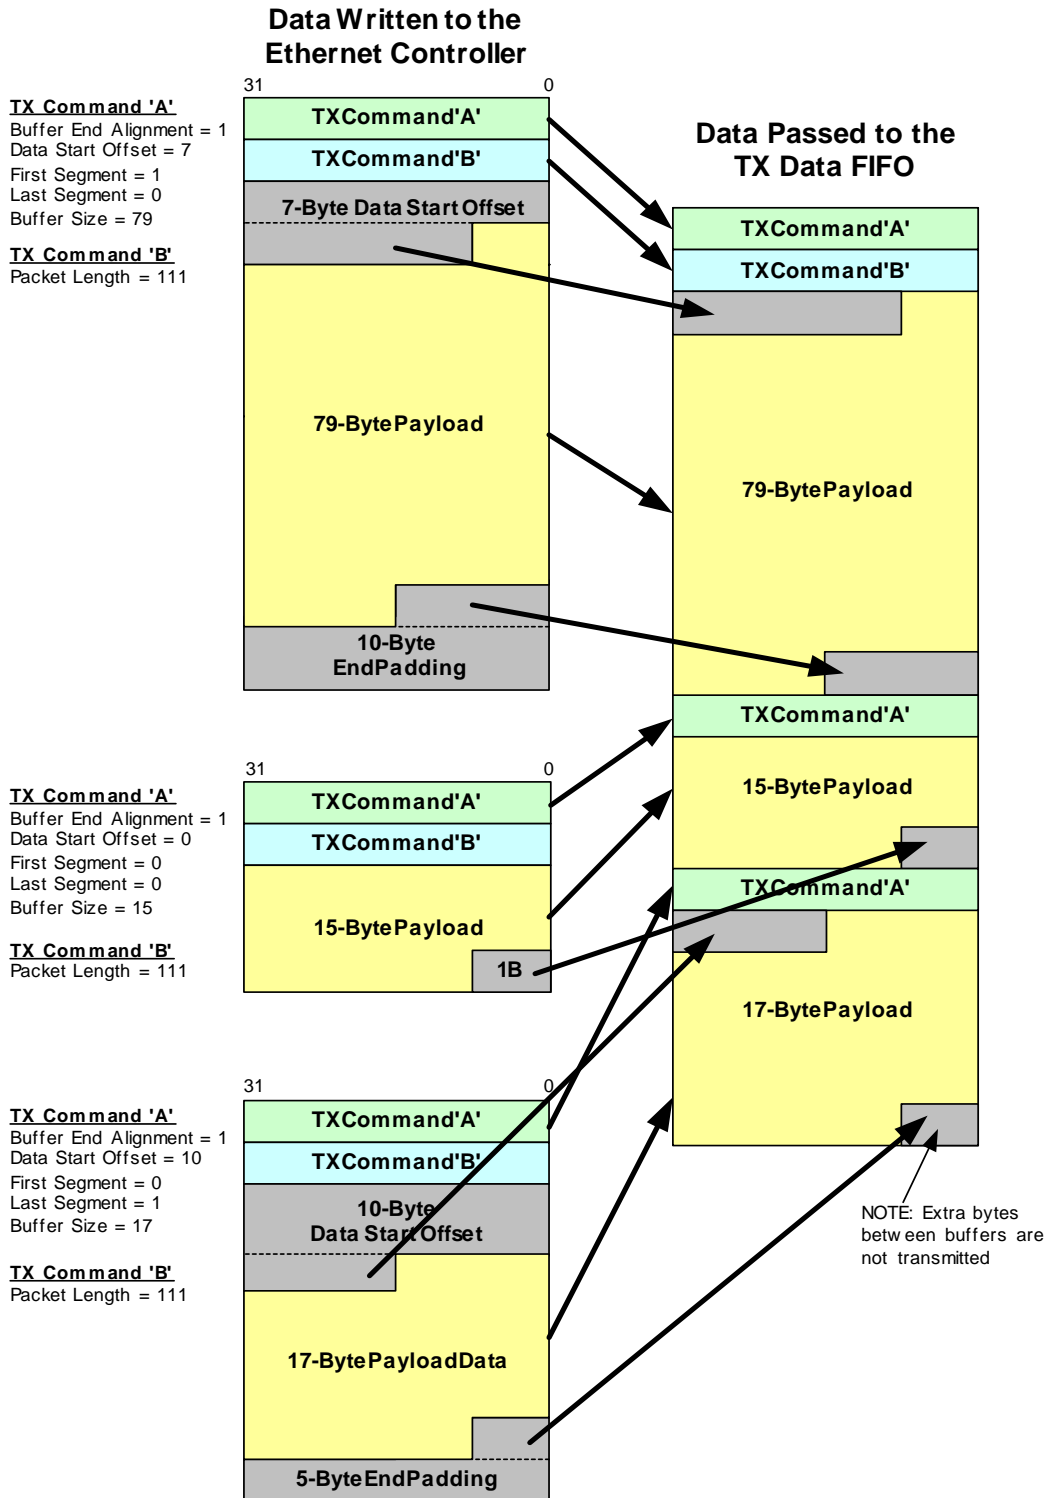 Data Written to the
Ethernet Controller
31 0
TX Command 'A'
Buffer End Alignment = 1
Data Start Offset = 7
First Segment = 1
Last Segment = 0
Buffer Size = 79
TX Command 'B'
Packet Length = 111
TXCommand'A'
TXCommand'B'
7-Byte Data Start Offset
79-Byte Payload
10-Byte
EndPadding
Data Passed to the
TX Data FIFO
TXCommand'A'
TXCommand'B'
79-Byte Payload
TXCommand'A'
15-Byte Payload
TXCommand'A'
17-Byte Payload
NOTE: Extra bytes
between buffers are
not transmitted
31 0
TX Command 'A'
Buffer End Alignment = 1
Data Start Offset = 0
First Segment = 0
Last Segment = 0
Buffer Size = 15
TX Command 'B'
Packet Length = 111
TXCommand'A'
TXCommand'B'
15-Byte Payload
1B
31 0
TX Command 'A'
Buffer End Alignment = 1
Data Start Offset = 10
First Segment = 0
Last Segment = 1
Buffer Size = 17
TX Command 'B'
Packet Length = 111
TXCommand'A'
TXCommand'B'
10-Byte
Data Start Offset
17-Byte Payload Data
5-Byte EndPadding